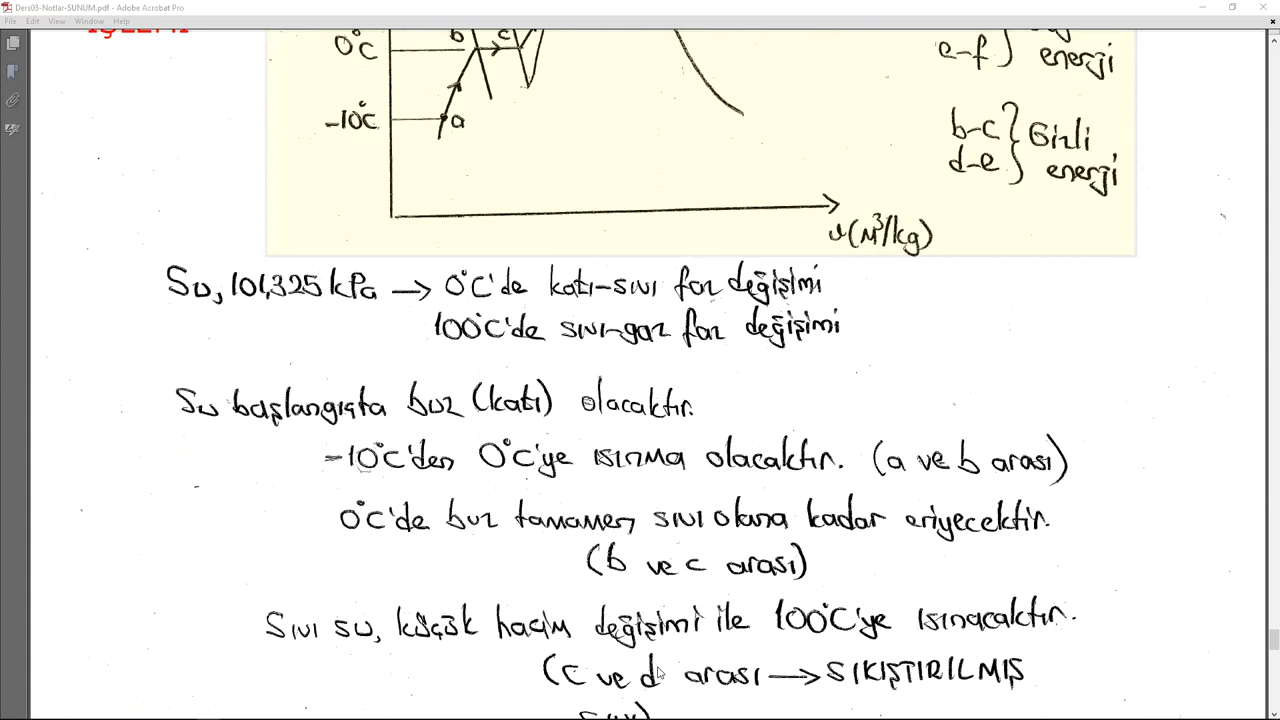 Ders03-Notlar-SUNUM.pdf - Adobe Acrobat Pro
File Edit View Window Help
0°C
b
c
e-f
enerji
-10°C
a
b-c
d-e
Gizli
enerji
v(m³/kg)
Su, 101,325 kPa → 0°C'de katı-sıvı faz değişimi
100°C'de sıvı-gaz faz değişimi
Su başlangıçta buz (katı) olacaktır.
-10°C'den 0°C'ye ısınma olacaktır. (a ve b arası)
0°C'de buz tamamen sıvı olana kadar eriyecektir.
(b ve c arası)
Sıvı su, küçük hacim değişimi ile 100°C'ye ısınacaktır.
(c ve d arası → SIKIŞTIRILMIŞ